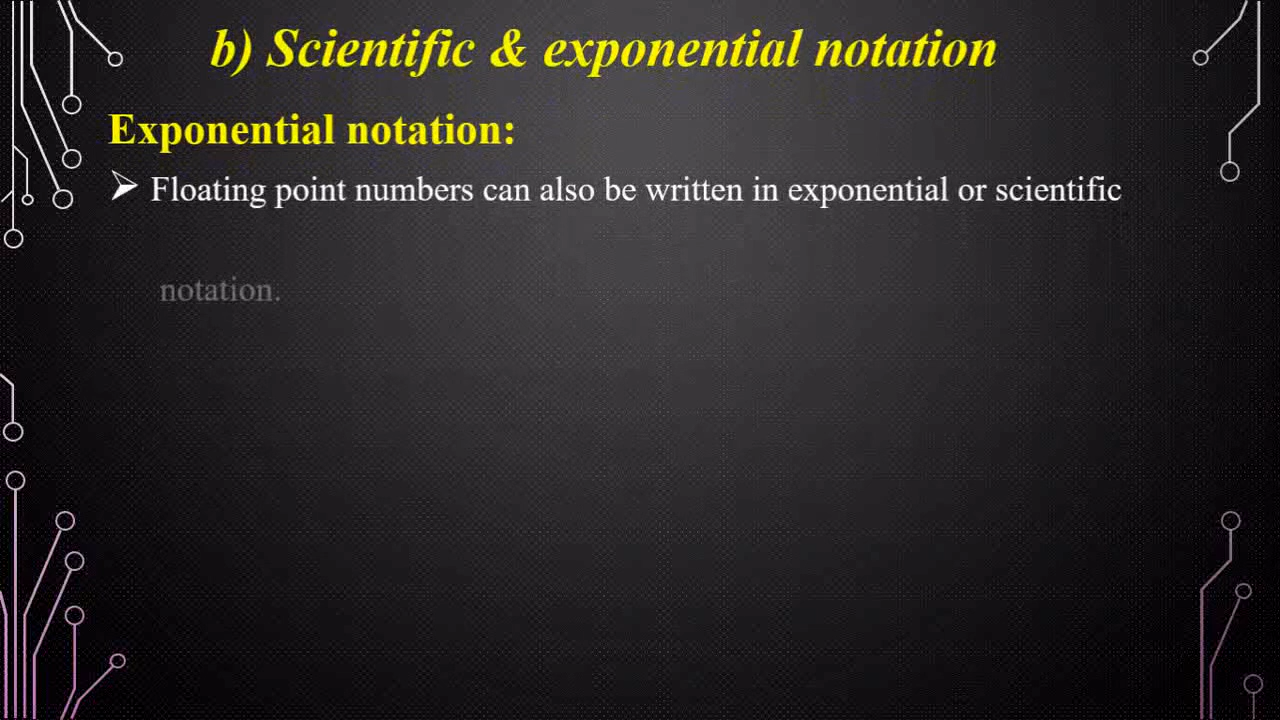 b) Scientific & exponential notation
Exponential notation:
➢ Floating point numbers can also be written in exponential or scientific
notation.